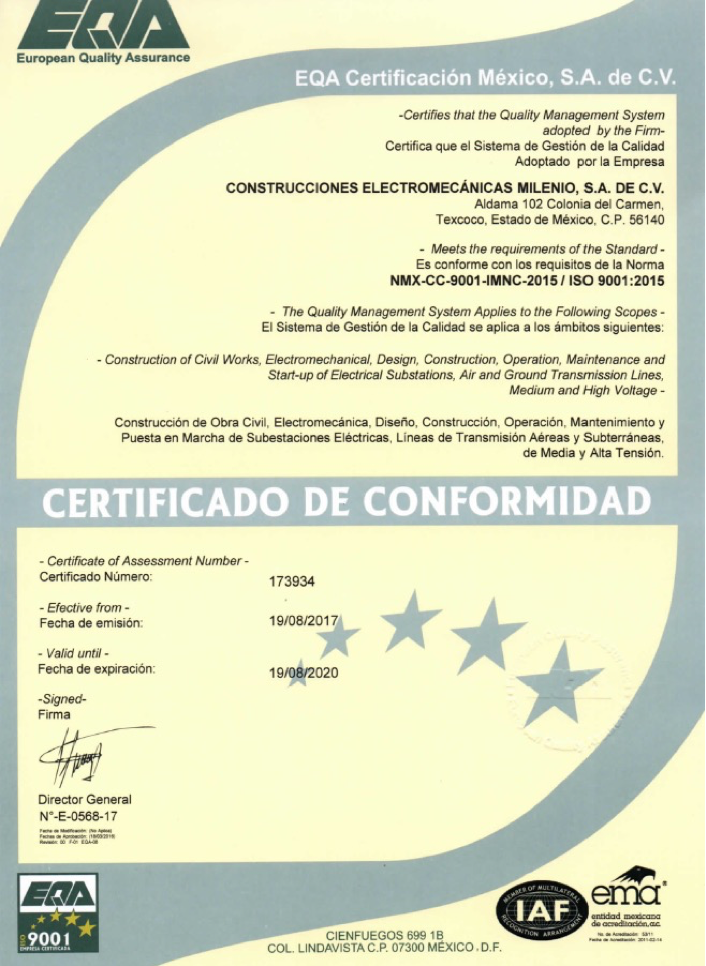 EQA
European Quality Assurance
EQA Certificación México, S.A. de C.V.
-Certifies that the Quality Management System
adopted by the Firm-
Certifica que el Sistema de Gestión de la Calidad
Adoptado por la Empresa
CONSTRUCCIONES ELECTROMECÁNICAS MILENIO, S.A. DE C.V.
Aldama 102 Colonia del Carmen,
Texcoco, Estado de México, C.P. 56140
- Meets the requirements of the Standard -
Es conforme con los requisitos de la Norma
NMX-CC-9001-IMNC-2015 / ISO 9001:2015
- The Quality Management System Applies to the Following Scopes -
El Sistema de Gestión de la Calidad se aplica a los ámbitos siguientes:
- Construction of Civil Works, Electromechanical, Design, Construction, Operation, Maintenance and
Start-up of Electrical Substations, Air and Ground Transmission Lines,
Medium and High Voltage -
Construcción de Obra Civil, Electromecánica, Diseño, Construcción, Operación, Mantenimiento y
Puesta en Marcha de Subestaciones Eléctricas, Líneas de Transmisión Aéreas y Subterráneas,
de Media y Alta Tensión.
CERTIFICADO DE CONFORMIDAD
- Certificate of Assessment Number -
Certificado Número:
173934
- Efective from -
Fecha de emisión:
19/08/2017
- Valid until -
Fecha de expiración:
19/08/2020
-Signed-
Firma
Director General
N°-E-0568-17
Fecha de Modificación: (No Aplica)
Fechas de Aprobación:
Revisión: 00 F-01 EQA-08
EQA
ISO
9001
EMPRESA CERTIFICADA
CIENFUEGOS 699 1B
COL. LINDAVISTA C.P. 07300 MÉXICO . D.F.
MEMBER OF MULTILATERAL
IAF
RECOGNITION ARRANGEMENT
ema®
entidad mexicana
de acreditación, a.c.
No. de Acreditación: 53/11
Fecha de Acreditación: 2011-02-14